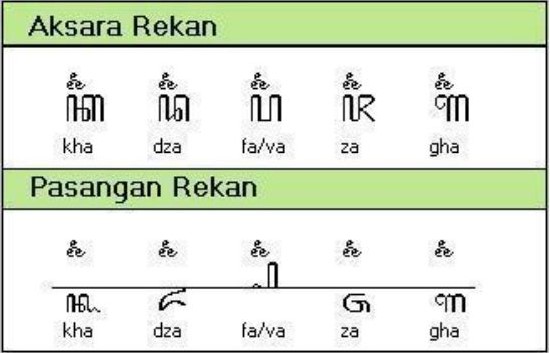 Aksara Rekan
ꦏ꦳ ꦢ꦳ ꦥ꦳ ꦗ꦳ ꦒ꦳
kha dza fa/va za gha
Pasangan Rekan
kha dza fa/va za gha